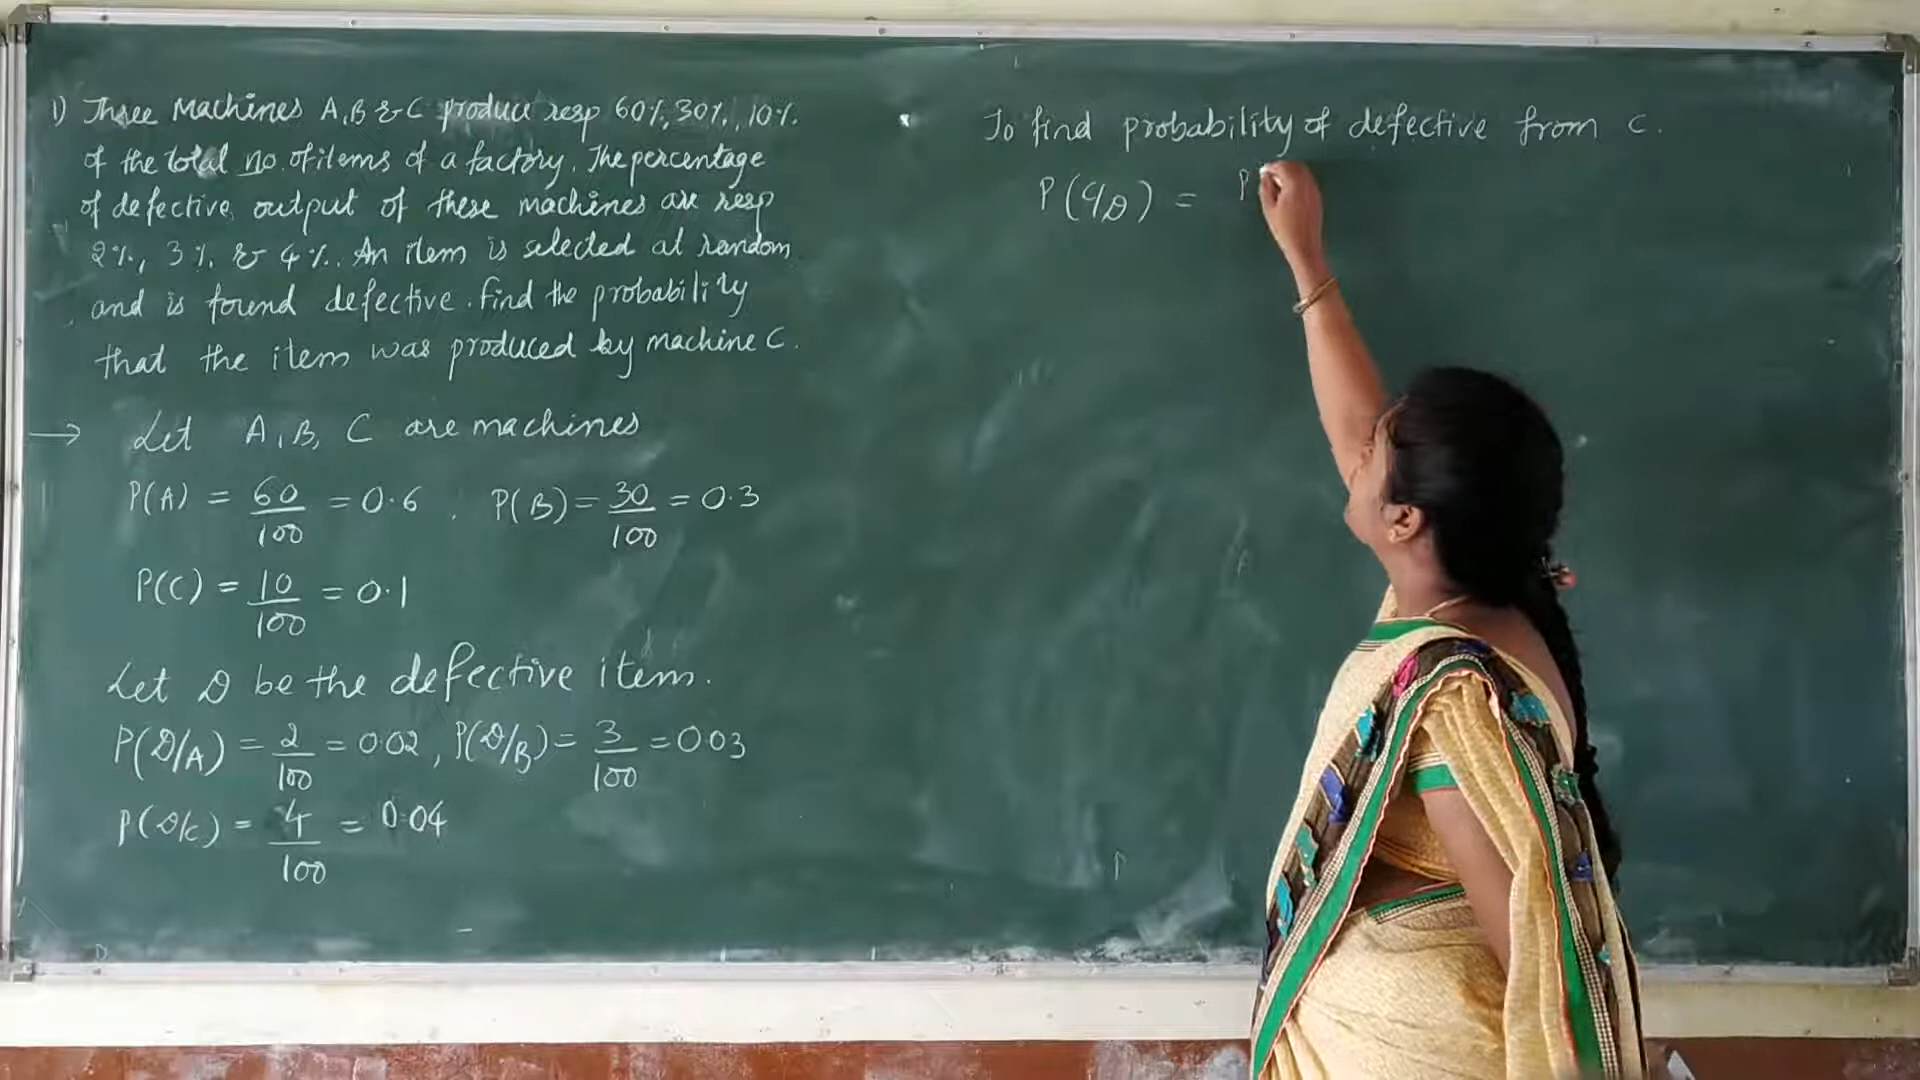 1) Three Machines A, B & C produce resp 60%, 30%, 10%.
of the total no. of items of a factory. The percentage
of defective output of these machines are resp
2%, 3% & 4%. An item is selected at random
and is found defective. find the probability
that the item was produced by machine C.
→ Let A, B, C are machines
P(A) = 60/100 = 0.6, P(B) = 30/100 = 0.3
P(C) = 10/100 = 0.1
Let D be the defective item.
P(D/A) = 2/100 = 0.02, P(D/B) = 3/100 = 0.03
P(D/C) = 4/100 = 0.04
To find probability of defective from C.
P(C/D) = P